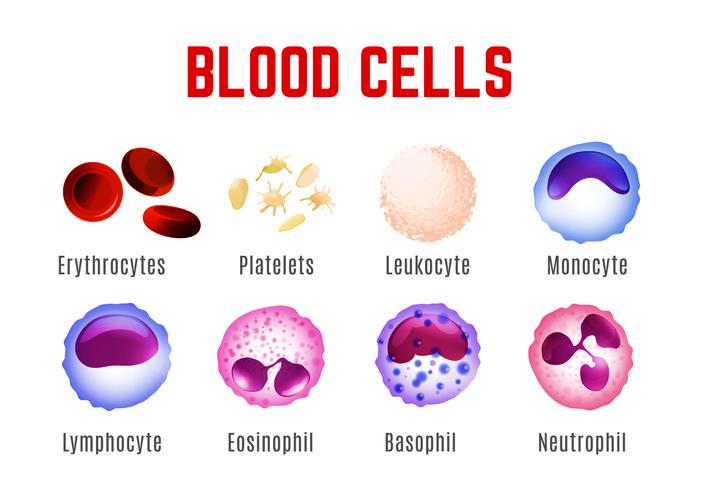 BLOOD CELLS
Erythrocytes
Platelets
Leukocyte
Monocyte
Lymphocyte
Eosinophil
Basophil
Neutrophil